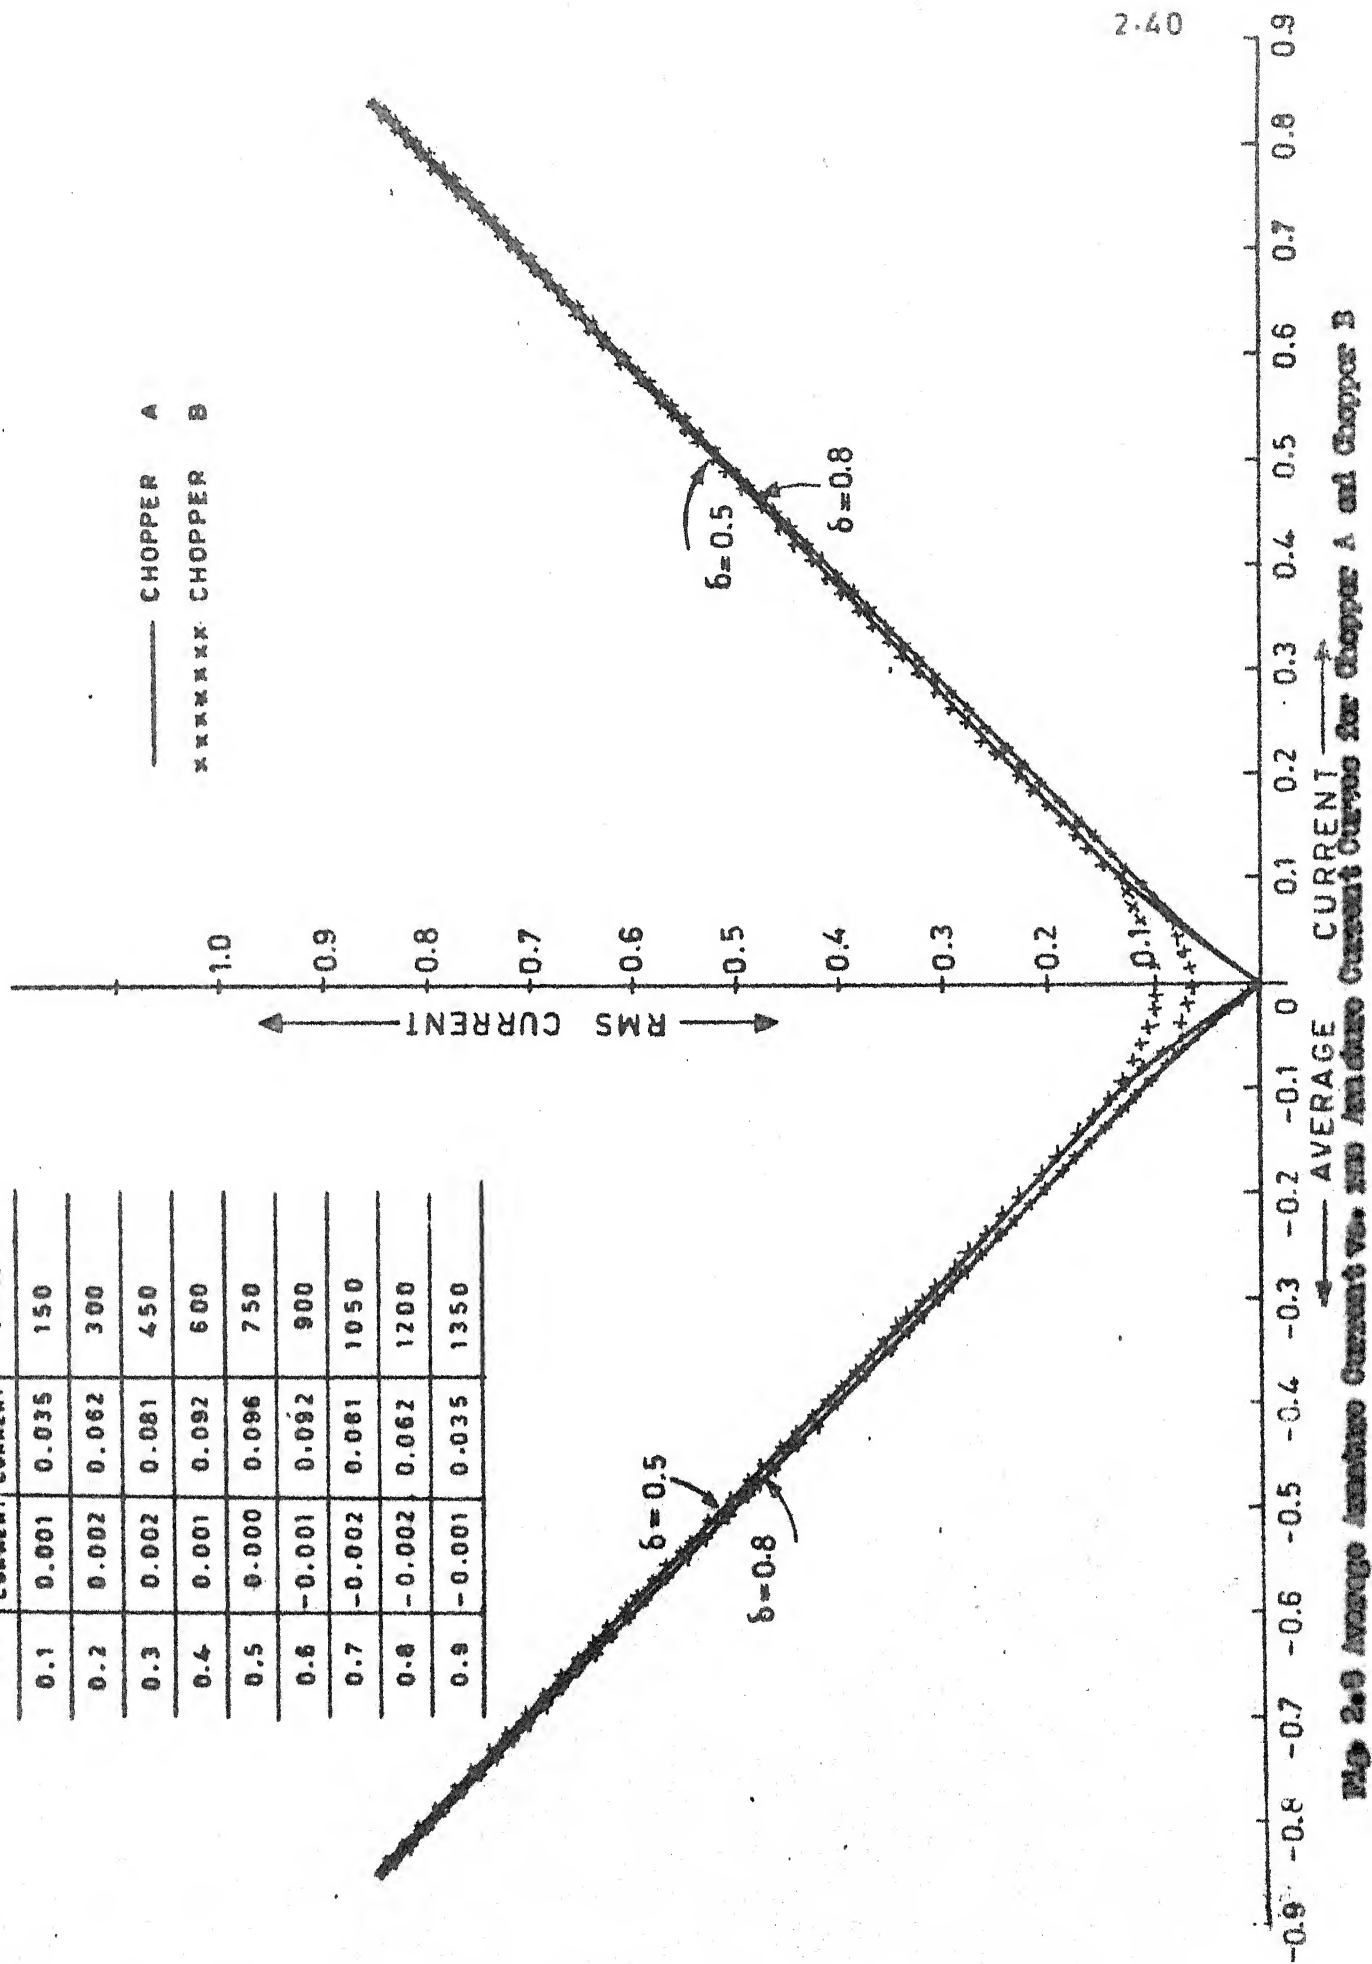 2.40
CURRENT CURRENT
0.1 0.001 0.035 150
0.2 0.002 0.062 300
0.3 0.002 0.081 450
0.4 0.001 0.092 600
0.5 0.000 0.096 750
0.6 -0.001 0.092 900
0.7 -0.002 0.081 1050
0.8 -0.002 0.062 1200
0.9 -0.001 0.035 1350
CHOPPER A
xxxxxxx CHOPPER B
1.0
0.9
0.8
0.7
0.6
0.5
0.4
0.3
0.2
0.1
RMS CURRENT
δ=0.5
δ=0.8
δ=0.5
δ=0.8
-0.9 -0.8 -0.7 -0.6 -0.5 -0.4 -0.3 -0.2 -0.1 0 0.1 0.2 0.3 0.4 0.5 0.6 0.7 0.8 0.9
AVERAGE CURRENT
Fig. 2.8 Average Armature Current vs. rms Armature Current Curves for Chopper A and Chopper B